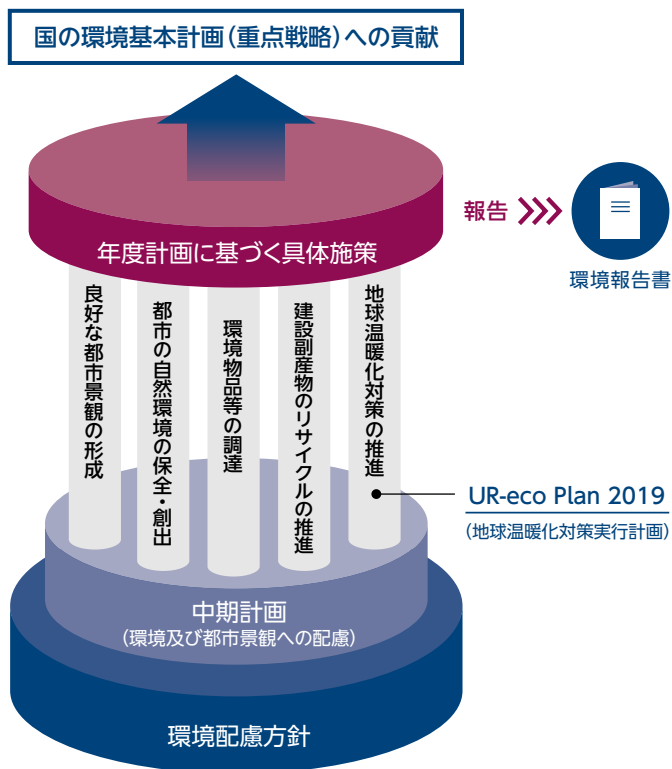 国の環境基本計画（重点戦略）への貢献
年度計画に基づく具体施策
報告
環境報告書
良好な都市景観の形成
都市の自然環境の保全・創出
環境物品等の調達
建設副産物のリサイクルの推進
地球温暖化対策の推進
UR-eco Plan 2019
（地球温暖化対策実行計画）
中期計画
（環境及び都市景観への配慮）
環境配慮方針